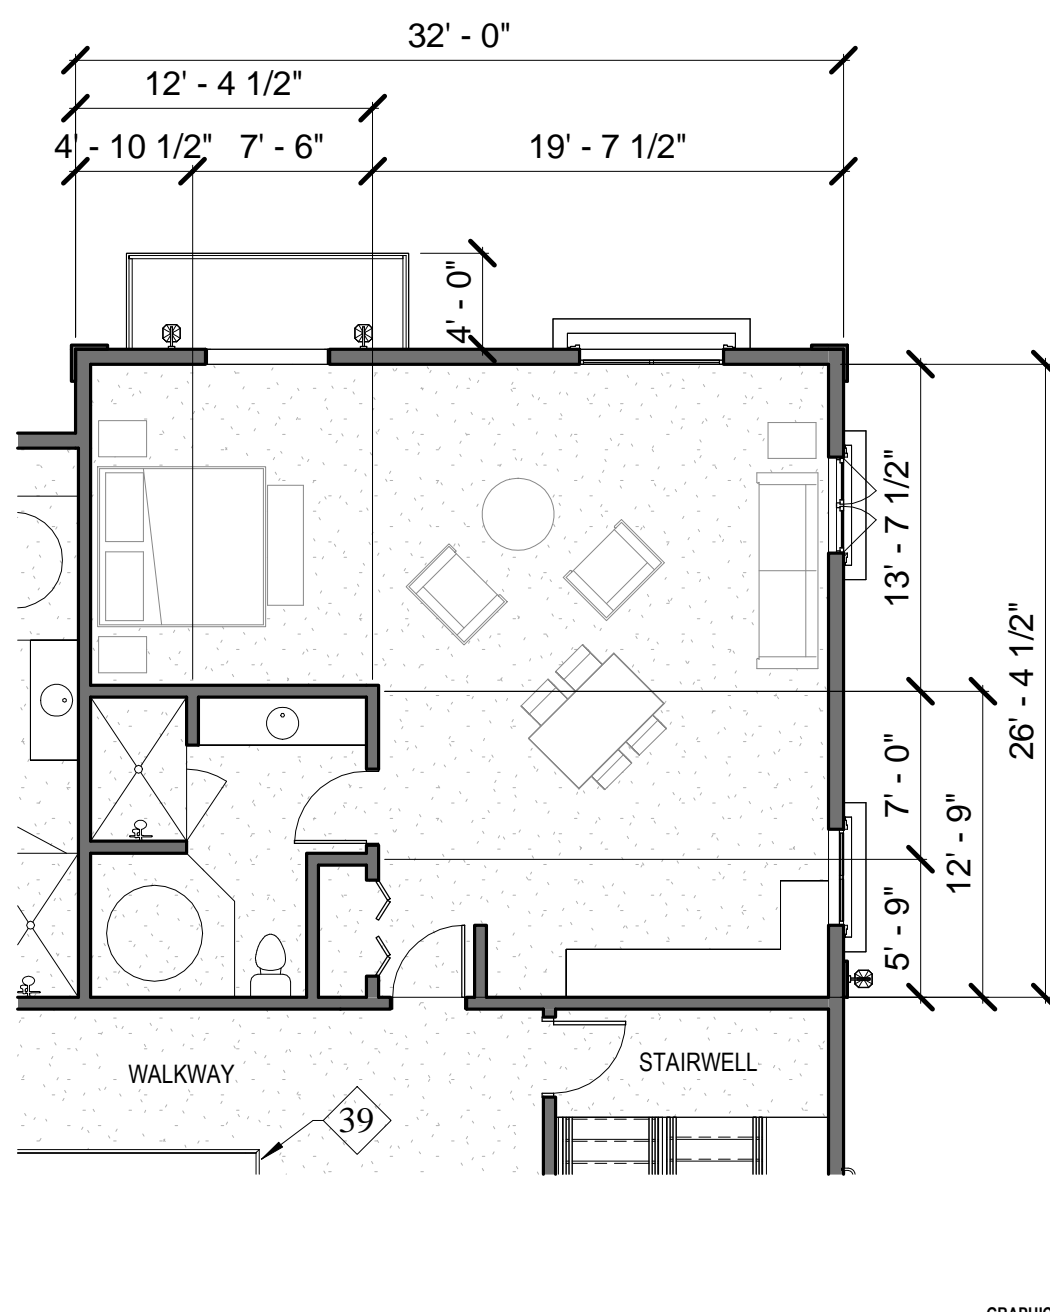 32' - 0"
12' - 4 1/2"
4' - 10 1/2" 7' - 6" 19' - 7 1/2"
4' - 0"
13' - 7 1/2"
26' - 4 1/2"
7' - 0"
12' - 9"
5' - 9"
WALKWAY
STAIRWELL
39